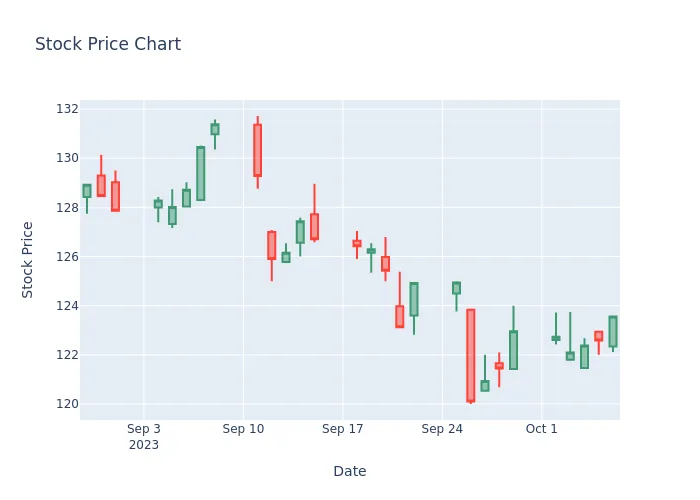 Stock Price Chart
132
130
128
126
124
122
120
Stock Price
Sep 3
2023
Sep 10
Sep 17
Sep 24
Oct 1
Date